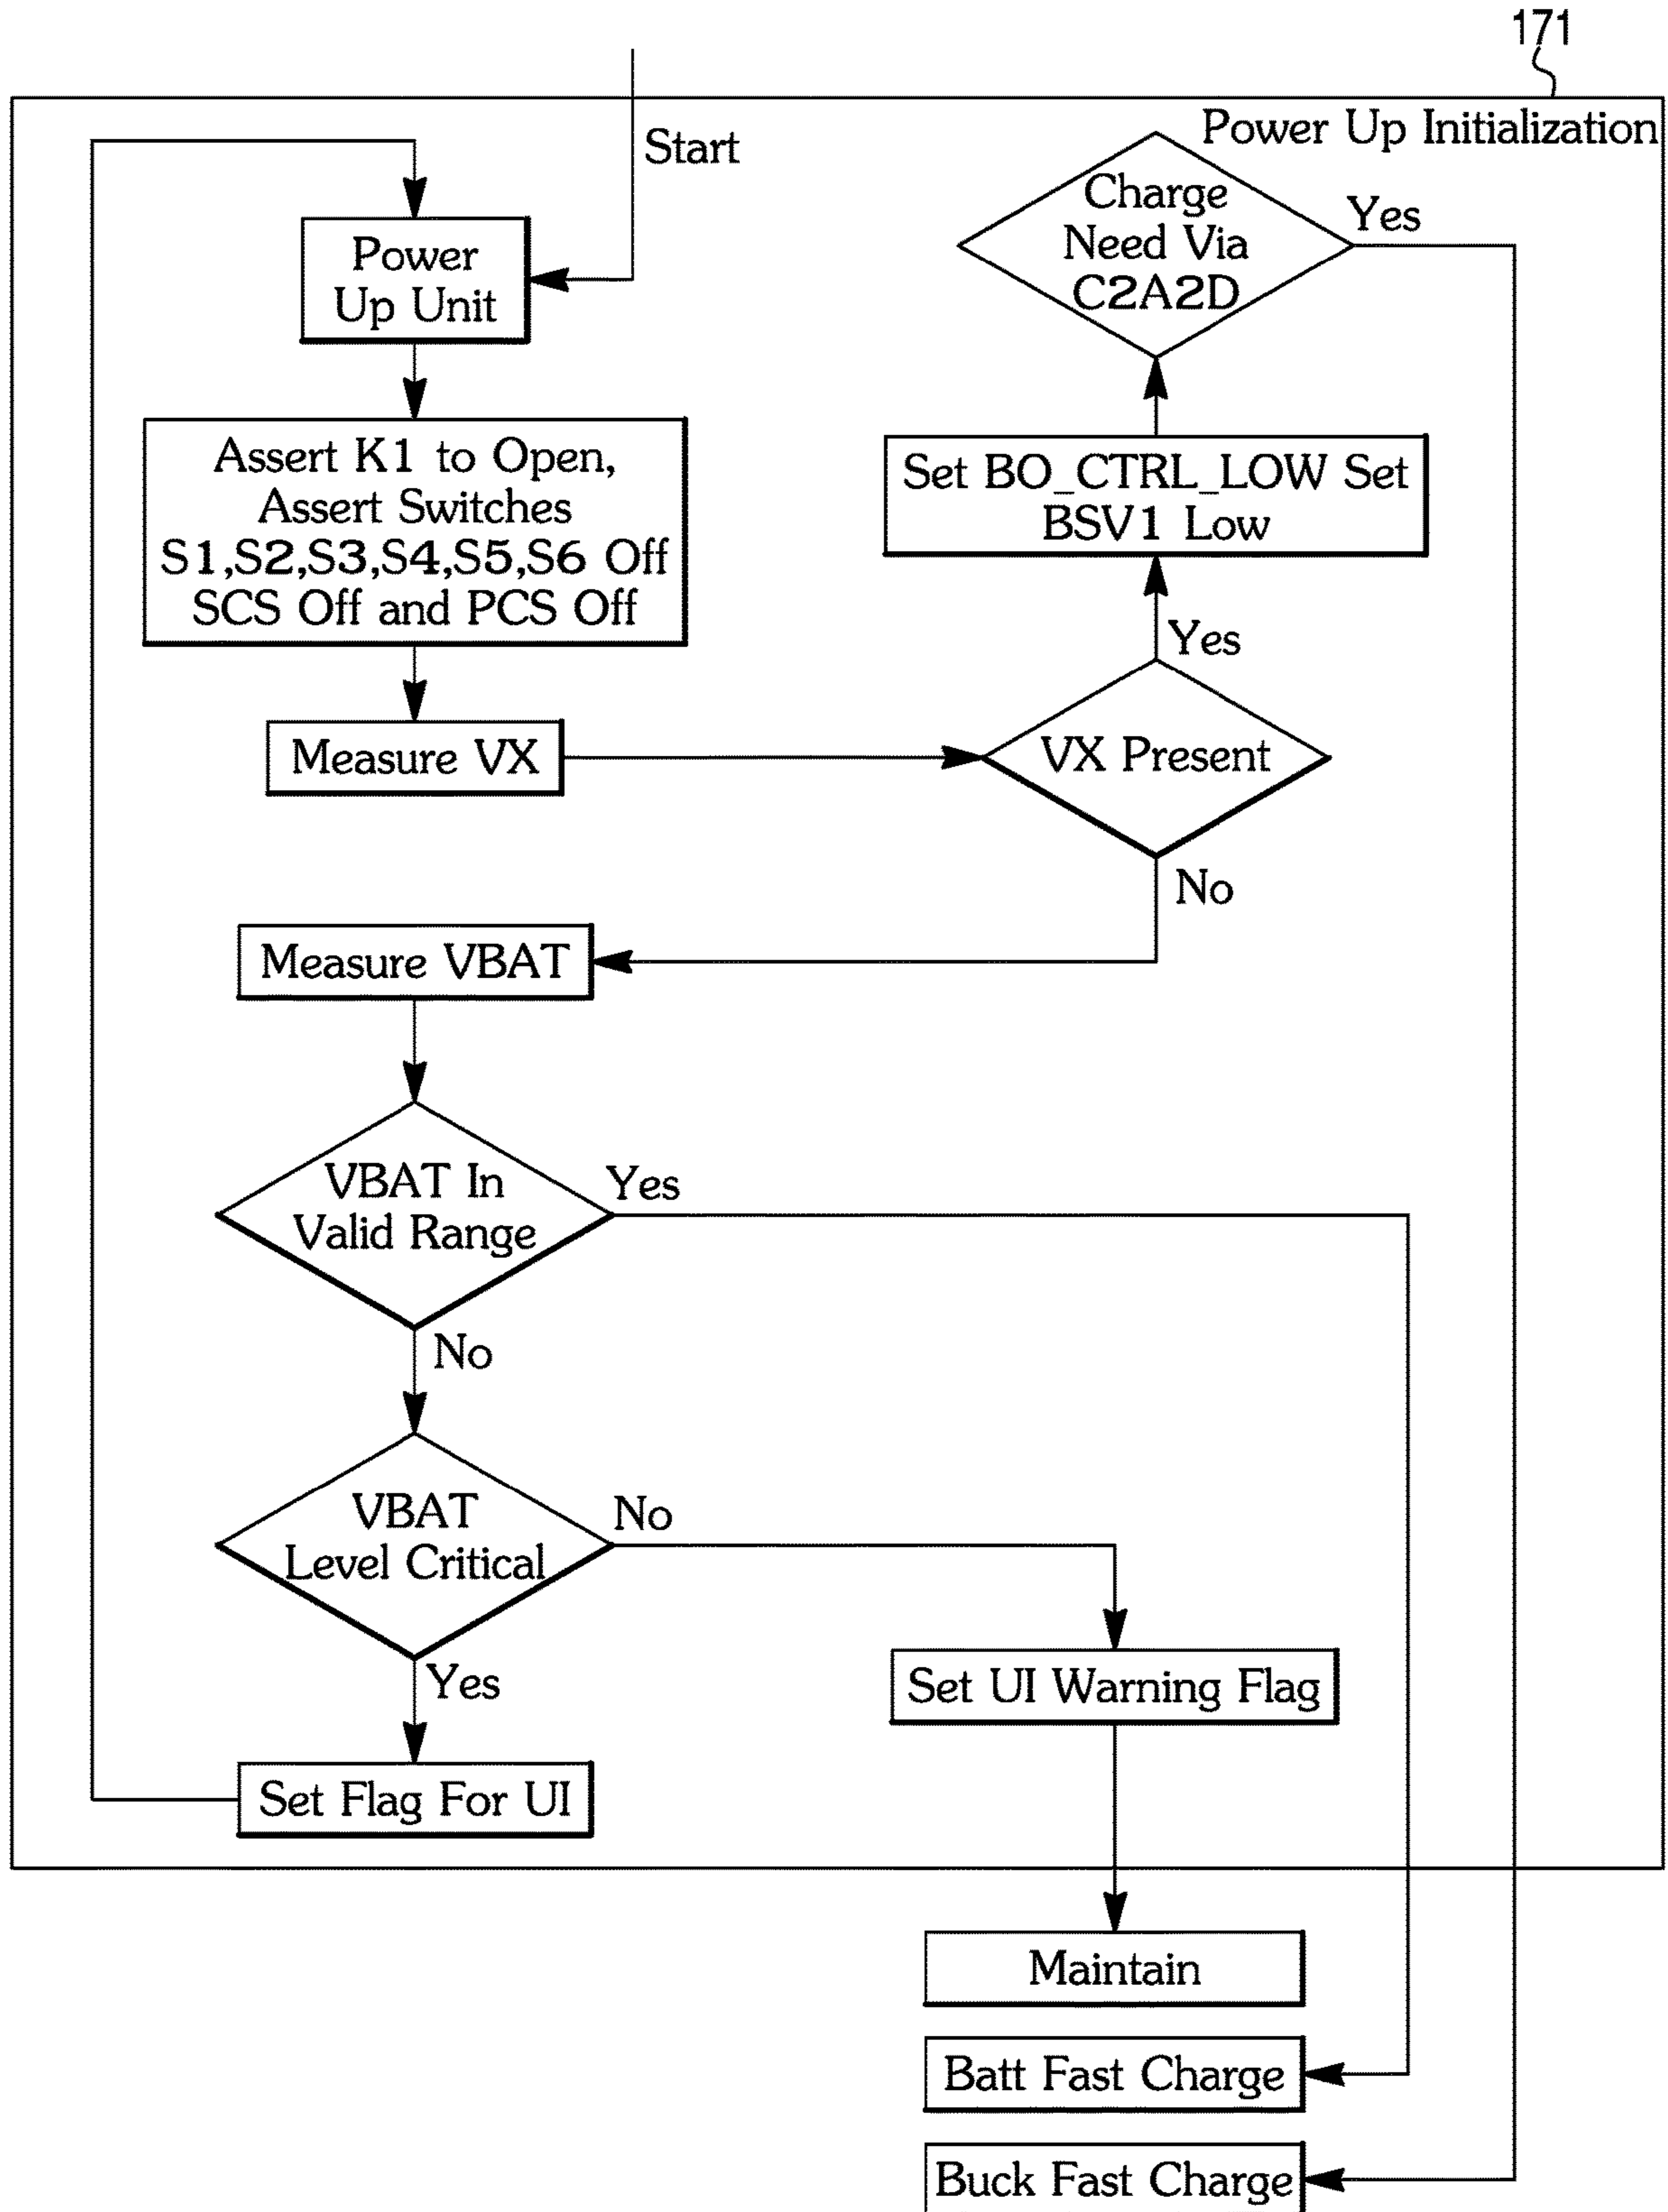 171
Power Up Initialization
Start
Power
Up Unit
Assert K1 to Open,
Assert Switches
S1,S2,S3,S4,S5,S6 Off
SCS Off and PCS Off
Measure VX
VX Present
Yes
Set BO_CTRL_LOW Set
BSV1 Low
Charge
Need Via
C2A2D
Yes
No
Measure VBAT
VBAT In
Valid Range
Yes
No
VBAT
Level Critical
No
Yes
Set UI Warning Flag
Set Flag For UI
Maintain
Batt Fast Charge
Buck Fast Charge